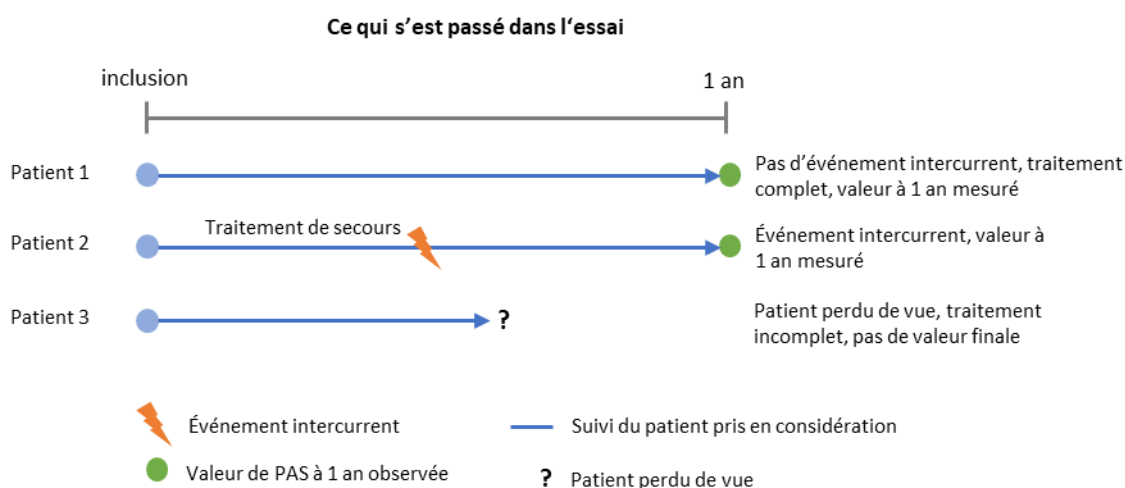 Ce qui s’est passé dans l‘essai
inclusion
1 an
Patient 1
Pas d’événement intercurrent, traitement
complet, valeur à 1 an mesuré
Traitement de secours
Patient 2
Événement intercurrent, valeur à
1 an mesuré
Patient 3
?
Patient perdu de vue, traitement
incomplet, pas de valeur finale
Événement intercurrent
Suivi du patient pris en considération
Valeur de PAS à 1 an observée
? Patient perdu de vue